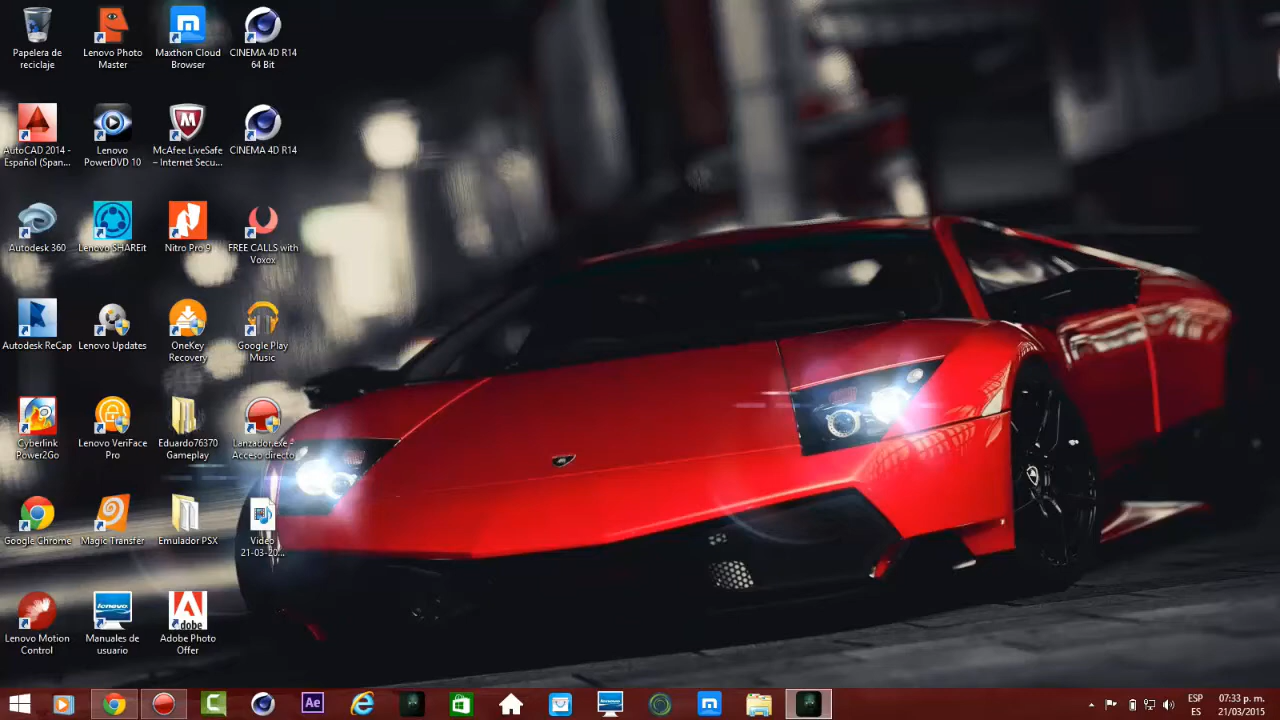 Papelera de
reciclaje
Lenovo Photo
Master
Maxthon Cloud
Browser
CINEMA 4D R14
64 Bit
AutoCAD 2014 -
Español (Span...
Lenovo
PowerDVD 10
McAfee LiveSafe
– Internet Secu...
CINEMA 4D R14
Autodesk 360
Lenovo SHAREit
Nitro Pro 9
FREE CALLS with
Voxox
Autodesk ReCap
Lenovo Updates
OneKey
Recovery
Google Play
Music
Cyberlink
Power2Go
Lenovo VeriFace
Pro
Eduardo76370
Gameplay
Lanzador.exe -
Acceso directo
Google Chrome
Magic Transfer
Emulador PSX
Video
21-03-20...
Lenovo Motion
Control
lenovo
Manuales de
usuario
Adobe
Adobe Photo
Offer
Ae
lenovo
ESP
ES
07:33 p. m.
21/03/2015